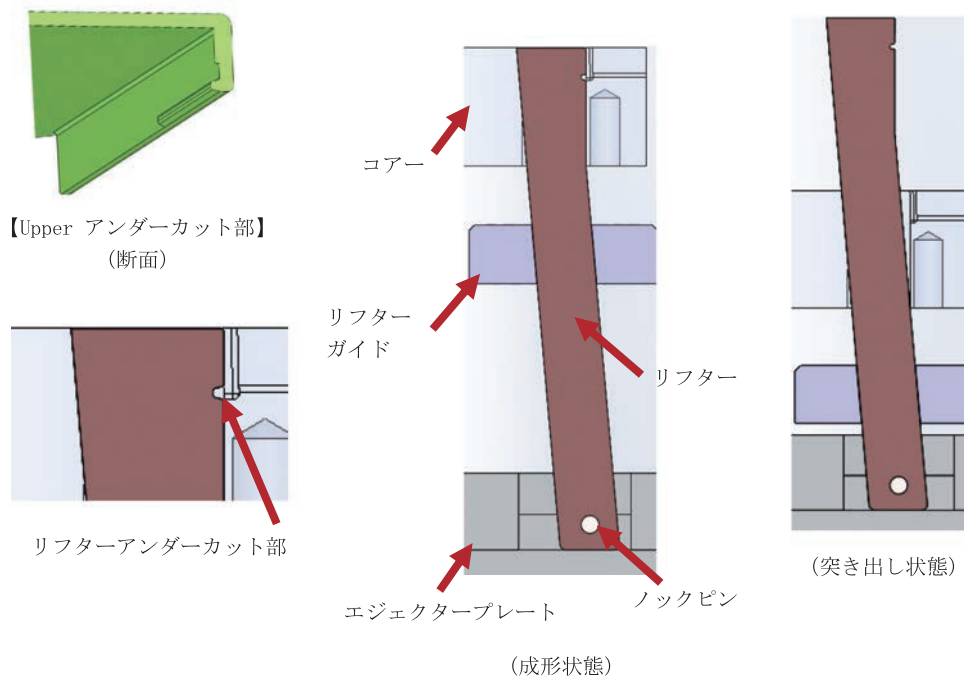 【Upper アンダーカット部】
(断面)
リフターアンダーカット部
コアー
リフター
ガイド
リフター
エジェクタープレート
ノックピン
(成形状態)
(突き出し状態)